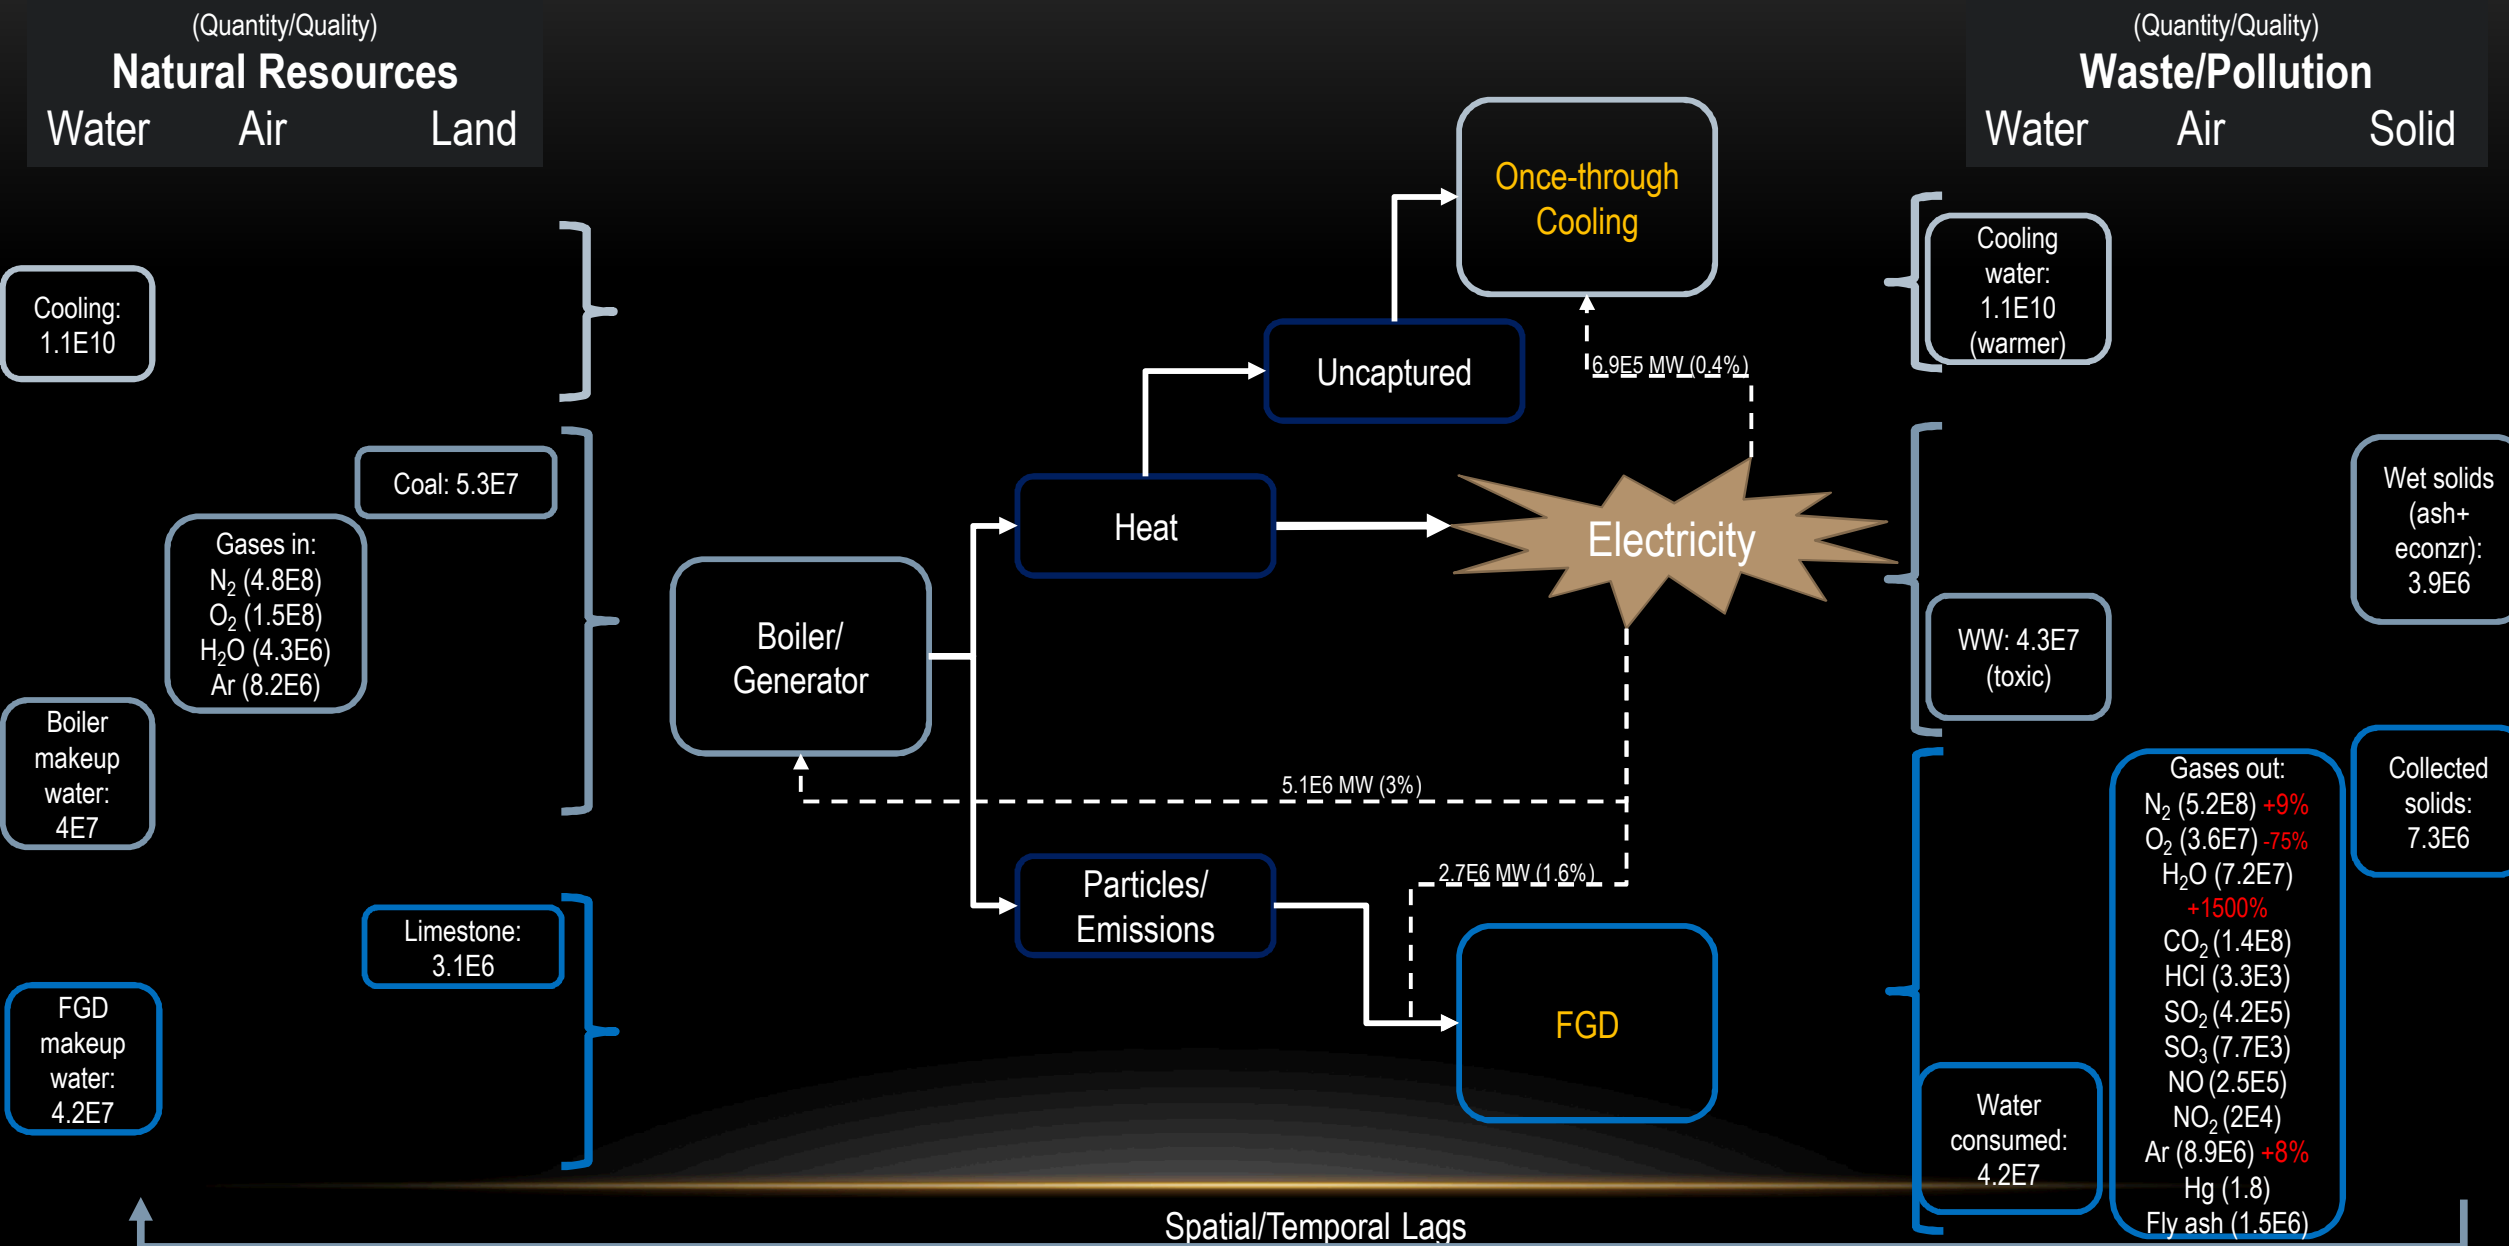 (Quantity/Quality)
Natural Resources
Water Air Land
(Quantity/Quality)
Waste/Pollution
Water Air Solid
Cooling:
1.1E10
Coal: 5.3E7
Gases in:
N₂ (4.8E8)
O₂ (1.5E8)
H₂O (4.3E6)
Ar (8.2E6)
Boiler
makeup
water:
4E7
Limestone:
3.1E6
FGD
makeup
water:
4.2E7
Boiler/
Generator
Heat
Uncaptured
Once-through
Cooling
6.9E5 MW (0.4%)
Electricity
5.1E6 MW (3%)
2.7E6 MW (1.6%)
Particles/
Emissions
FGD
Cooling
water:
1.1E10
(warmer)
Wet solids
(ash+
econzr):
3.9E6
WW: 4.3E7
(toxic)
Collected
solids:
7.3E6
Gases out:
N₂ (5.2E8) +9%
O₂ (3.6E7) -75%
H₂O (7.2E7)
+1500%
CO₂ (1.4E8)
HCl (3.3E3)
SO₂ (4.2E5)
SO₃ (7.7E3)
NO (2.5E5)
NO₂ (2E4)
Ar (8.9E6) +8%
Hg (1.8)
Fly ash (1.5E6)
Water
consumed:
4.2E7
Spatial/Temporal Lags